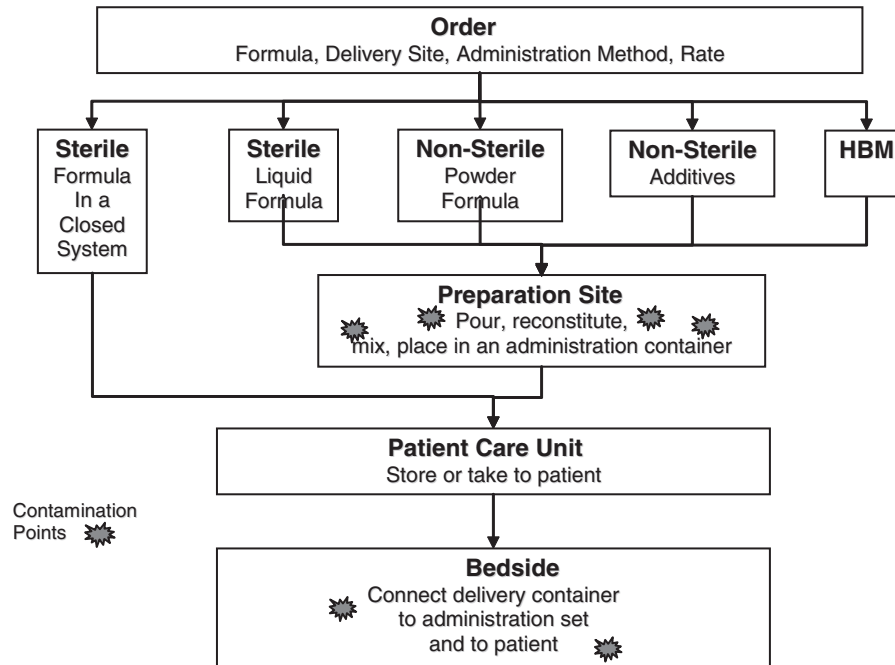 Order
Formula, Delivery Site, Administration Method, Rate
Sterile
Formula
In a
Closed
System
Sterile
Liquid
Formula
Non-Sterile
Powder
Formula
Non-Sterile
Additives
HBM
Preparation Site
Pour, reconstitute,
mix, place in an administration container
Patient Care Unit
Store or take to patient
Contamination
Points
Bedside
Connect delivery container
to administration set
and to patient